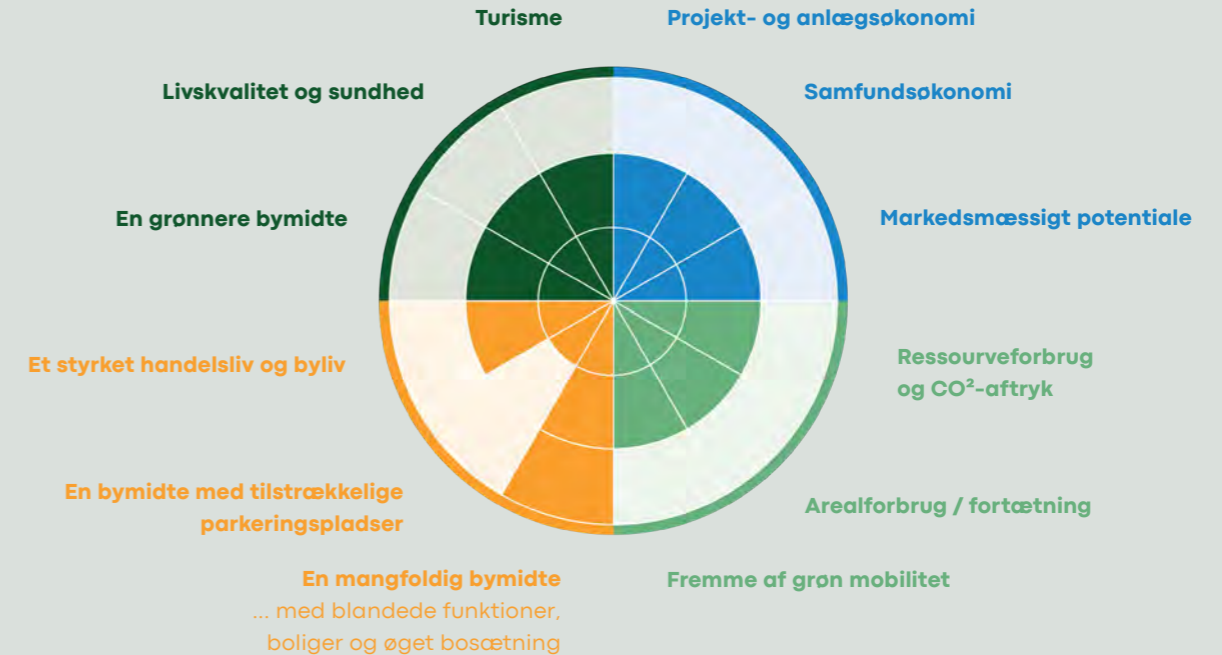 Turisme
Projekt- og anlægsøkonomi
Livskvalitet og sundhed
Samfundsøkonomi
En grønnere bymidte
Markedsmæssigt potentiale
Et styrket handelsliv og byliv
Ressourveforbrug
og CO²-aftryk
En bymidte med tilstrækkelige
parkeringspladser
Arealforbrug / fortætning
En mangfoldig bymidte
... med blandede funktioner,
boliger og øget bosætning
Fremme af grøn mobilitet